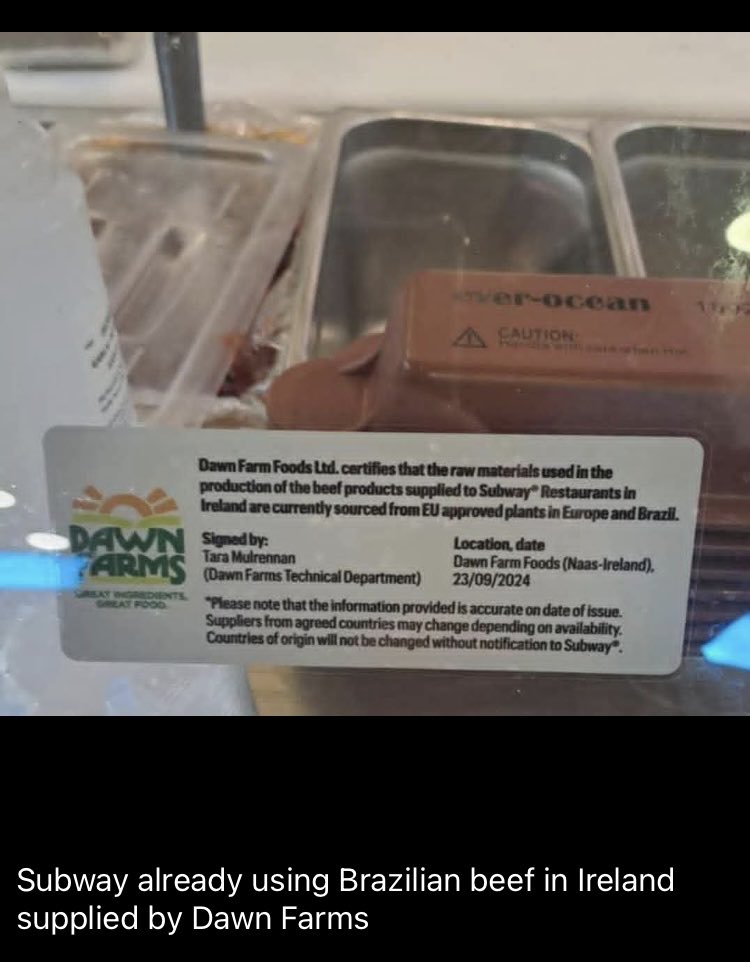 ever-ocean
CAUTION:
Dawn Farm Foods Ltd. certifies that the raw materials used in the
production of the beef products supplied to Subway® Restaurants in
Ireland are currently sourced from EU approved plants in Europe and Brazil.
DAWN
FARMS
GREAT INGREDIENTS,
GREAT FOOD.
Signed by:
Tara Mulrennan
(Dawn Farms Technical Department)
Location, date
Dawn Farm Foods (Naas-Ireland),
23/09/2024
*Please note that the information provided is accurate on date of issue.
Suppliers from agreed countries may change depending on availability.
Countries of origin will not be changed without notification to Subway®.
Subway already using Brazilian beef in Ireland
supplied by Dawn Farms